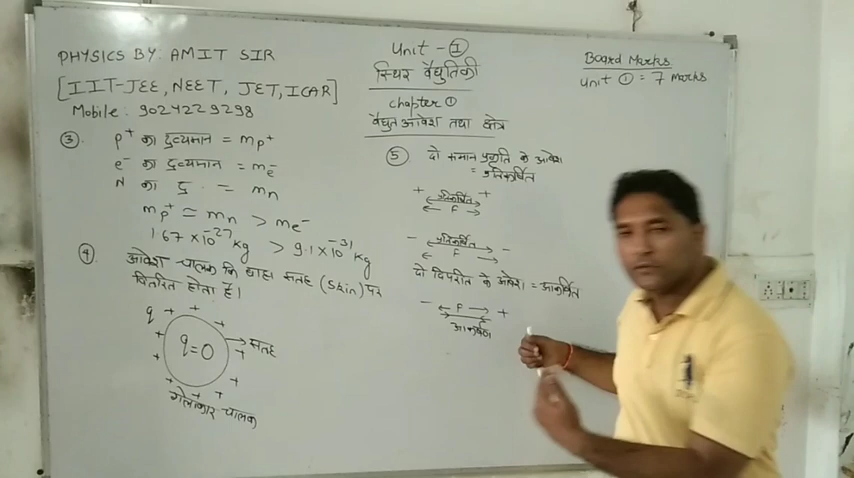 PHYSICS BY: AMIT SIR
[IIT-JEE, NEET, JET, ICAR]
Mobile: 9024229298
Unit - I
स्थिर वैद्युतिकी
chapter ①
वैद्युत आवेश तथा क्षेत्र
Board Marks
Unit ① = 7 Marks
③. p⁺ का द्रव्यमान = mp⁺
e⁻ का द्रव्यमान = me⁻
N का द्र. = mn
mp⁺ ≃ mn > me⁻
1.67×10⁻²⁷ kg > 9.1×10⁻³¹ kg
④. आवेश चालक कि बाह्य सतह (Skin) पर
वितरित होता है।
q + + +
+ +
+ q=0 → सतह
+ +
+ + + +
गोलाकार चालक
⑤ दो समान प्रकृति के आवेश
= प्रतिकर्षित
+ प्रतिकर्षित +
F
- प्रतिकर्षित -
F
दो विपरीत के आवेश = आकर्षित
- F +
आकर्षण